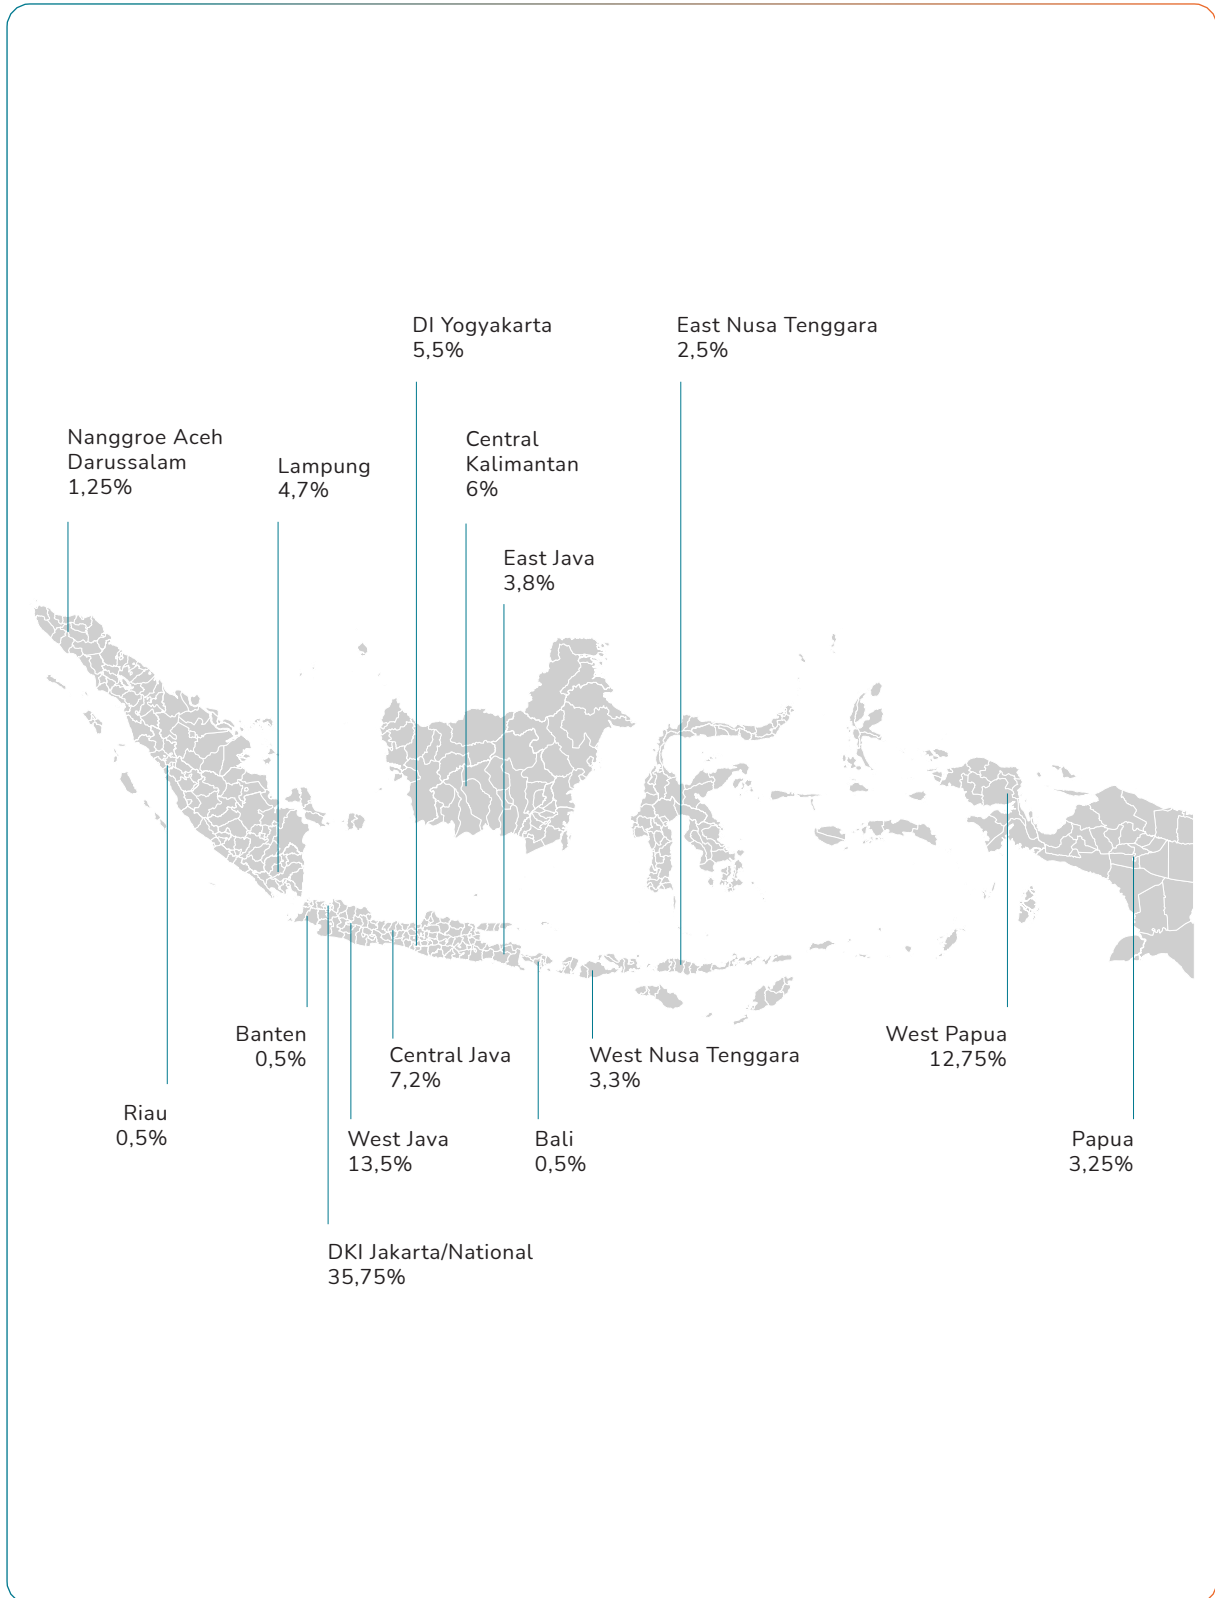 DI Yogyakarta
5,5%
East Nusa Tenggara
2,5%
Nanggroe Aceh
Darussalam
1,25%
Lampung
4,7%
Central
Kalimantan
6%
East Java
3,8%
Banten
0,5%
Central Java
7,2%
West Nusa Tenggara
3,3%
West Papua
12,75%
Riau
0,5%
West Java
13,5%
Bali
0,5%
Papua
3,25%
DKI Jakarta/National
35,75%